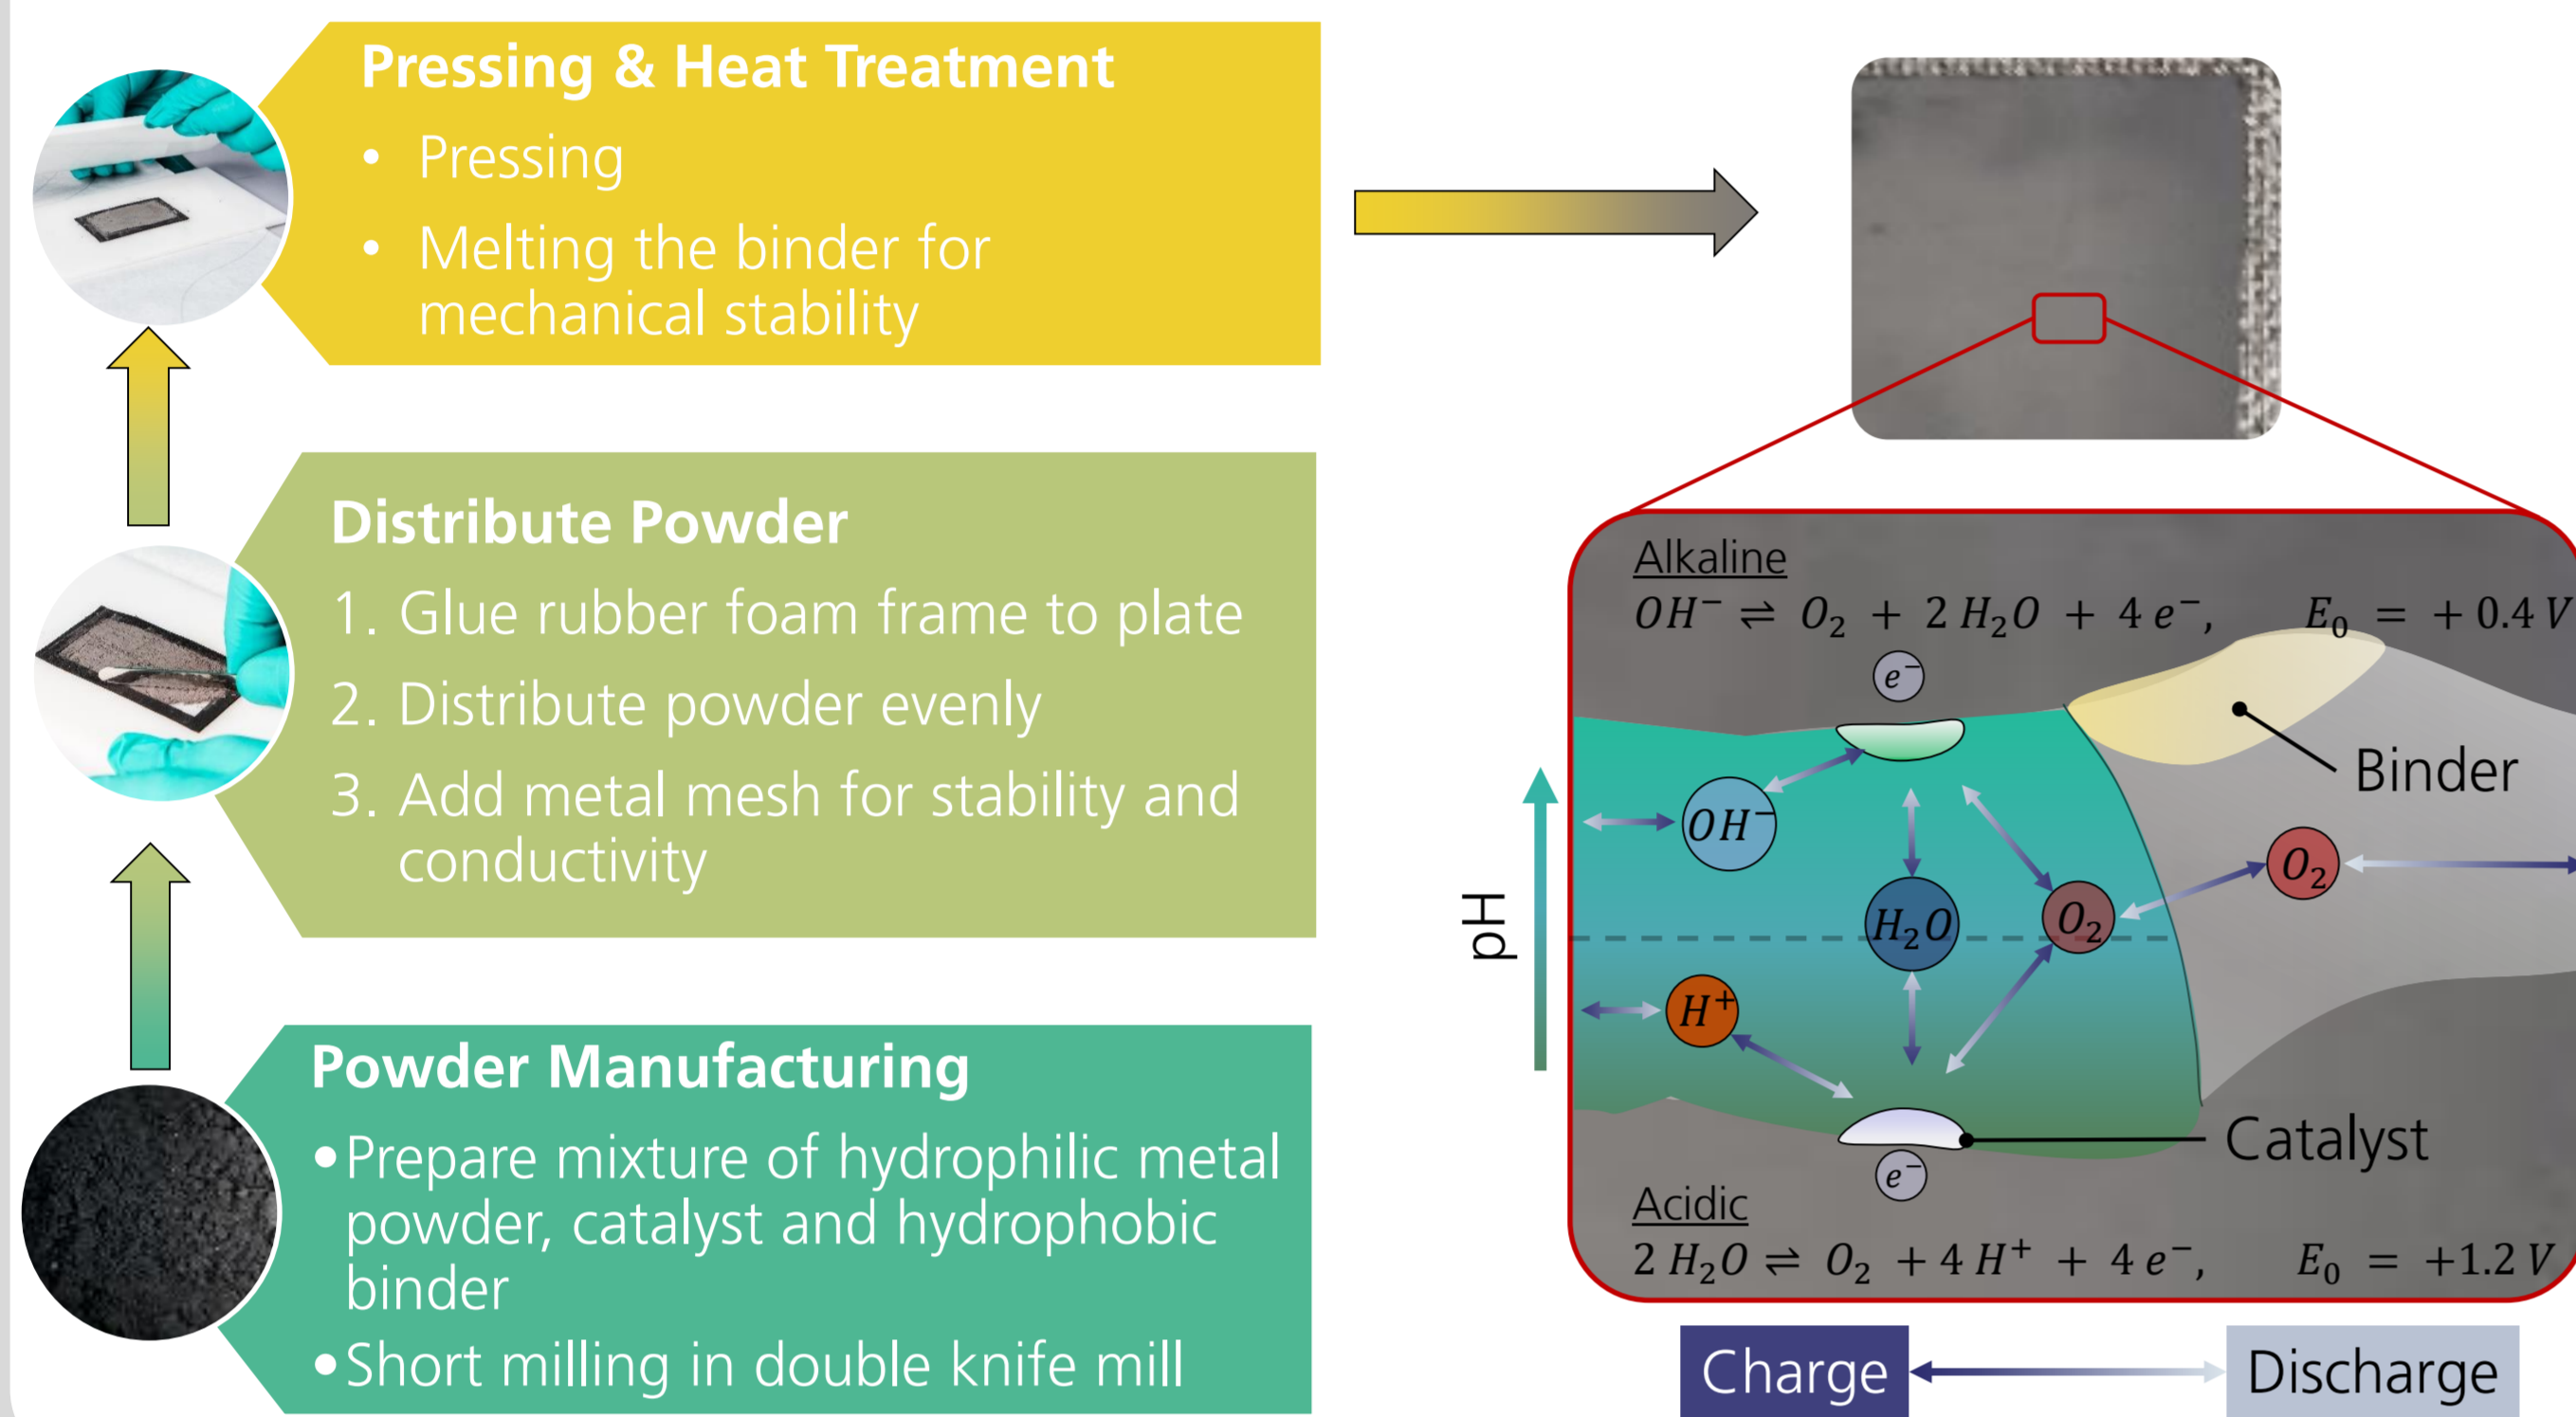 Pressing & Heat Treatment
• Pressing
• Melting the binder for
mechanical stability
Distribute Powder
1. Glue rubber foam frame to plate
2. Distribute powder evenly
3. Add metal mesh for stability and
conductivity
Powder Manufacturing
• Prepare mixture of hydrophilic metal
powder, catalyst and hydrophobic
binder
• Short milling in double knife mill
Alkaline
OH⁻ ⇌ O₂ + 2 H₂O + 4 e⁻, E₀ = + 0.4 V
e⁻
Binder
OH⁻
O₂
H₂O
O₂
pH
H⁺
Catalyst
e⁻
Acidic
2 H₂O ⇌ O₂ + 4 H⁺ + 4 e⁻, E₀ = +1.2 V
Charge
Discharge